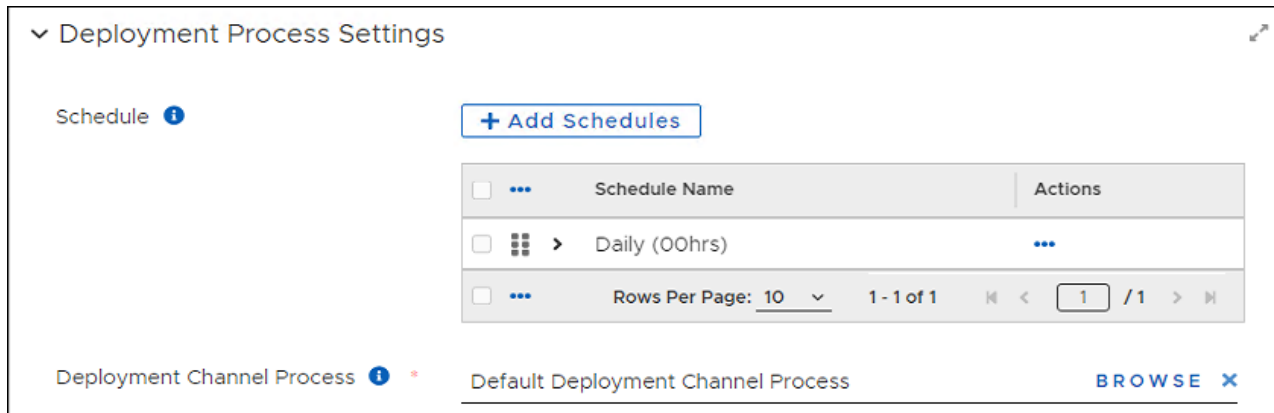 Deployment Process Settings
Schedule
+ Add Schedules
Schedule Name Actions
Daily (00hrs)
Rows Per Page: 10 1 - 1 of 1 1 / 1
Deployment Channel Process * Default Deployment Channel Process BROWSE